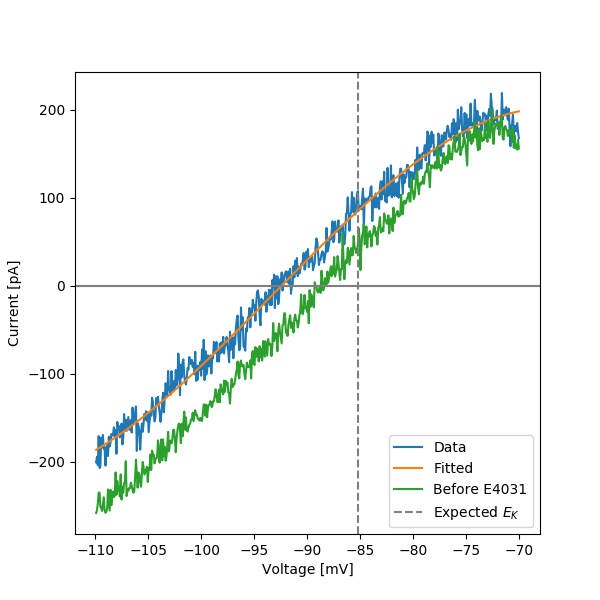 200
100
0
−100
−200
Current [pA]
−110 −105 −100 −95 −90 −85 −80 −75 −70
Voltage [mV]
Data
Fitted
Before E4031
Expected E_K